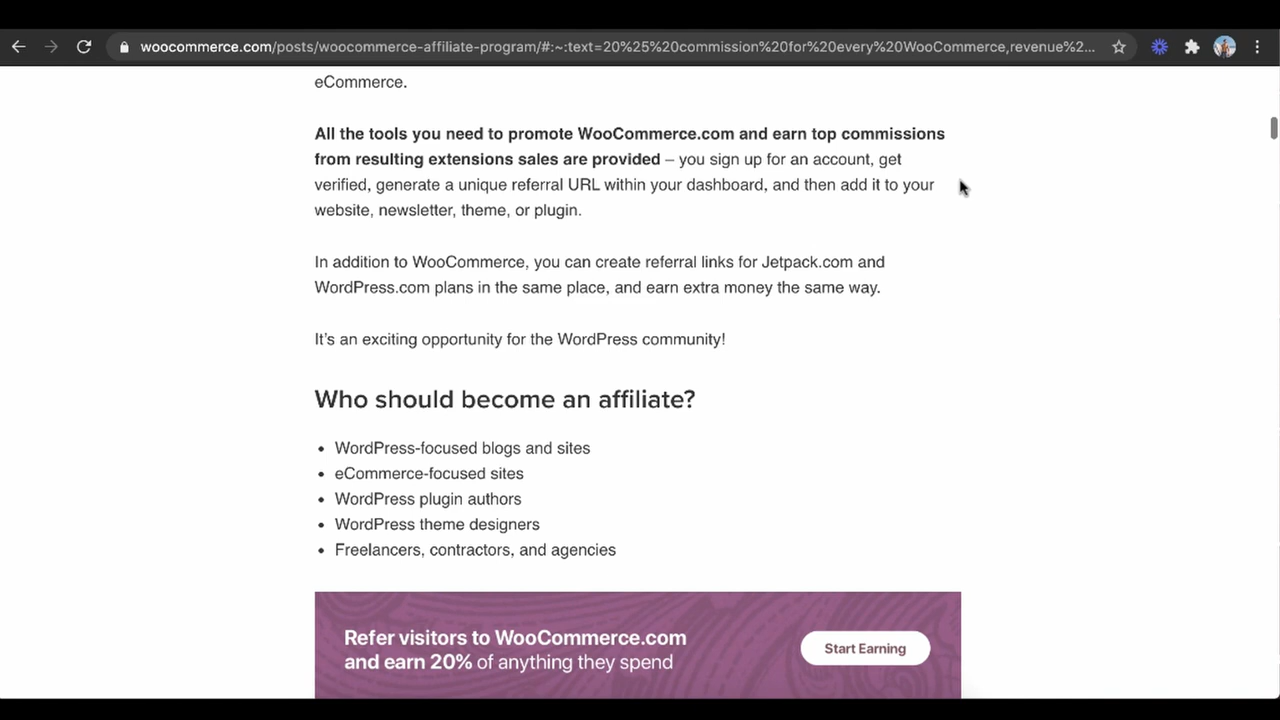 woocommerce.com/posts/woocommerce-affiliate-program/#:~:text=20%25%20commission%20for%20every%20WooCommerce,revenue%2...
eCommerce.
All the tools you need to promote WooCommerce.com and earn top commissions
from resulting extensions sales are provided – you sign up for an account, get
verified, generate a unique referral URL within your dashboard, and then add it to your
website, newsletter, theme, or plugin.
In addition to WooCommerce, you can create referral links for Jetpack.com and
WordPress.com plans in the same place, and earn extra money the same way.
It’s an exciting opportunity for the WordPress community!
Who should become an affiliate?
• WordPress-focused blogs and sites
• eCommerce-focused sites
• WordPress plugin authors
• WordPress theme designers
• Freelancers, contractors, and agencies
Refer visitors to WooCommerce.com
and earn 20% of anything they spend
Start Earning